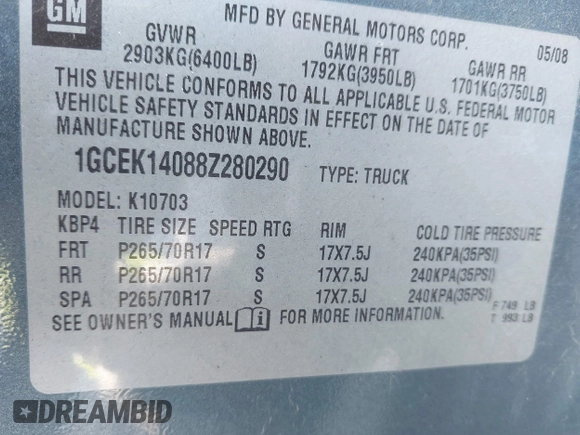 GM
MFD BY GENERAL MOTORS CORP.
05/08
GVWR GAWR FRT GAWR RR
2903KG(6400LB) 1792KG(3950LB) 1701KG(3750LB)
THIS VEHICLE CONFORMS TO ALL APPLICABLE U.S. FEDERAL MOTOR
VEHICLE SAFETY STANDARDS IN EFFECT ON THE DATE OF
MANUFACTURE SHOWN ABOVE.
1GCEK14088Z280290 TYPE: TRUCK
MODEL: K10703
KBP4 TIRE SIZE SPEED RTG RIM COLD TIRE PRESSURE
FRT P265/70R17 S 17X7.5J 240KPA(35PSI)
RR P265/70R17 S 17X7.5J 240KPA(35PSI)
SPA P265/70R17 S 17X7.5J 240KPA(35PSI)
F 749 LB
SEE OWNER'S MANUAL i FOR MORE INFORMATION.
T 993 LB
DREAMBID